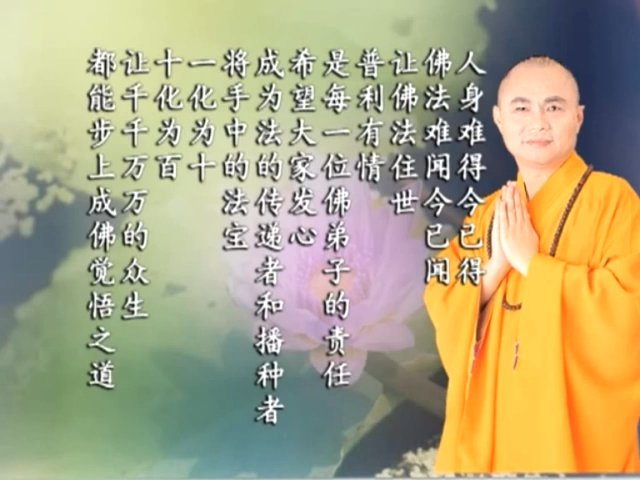 人身难得今已得
佛法难闻今已闻
让佛法住世
普利有情
是每一位佛弟子的责任
希望大家发心
成为法的传递者和播种者
将手中的法宝
一化为十
十化为百
让千千万万的众生
都能步上成佛觉悟之道